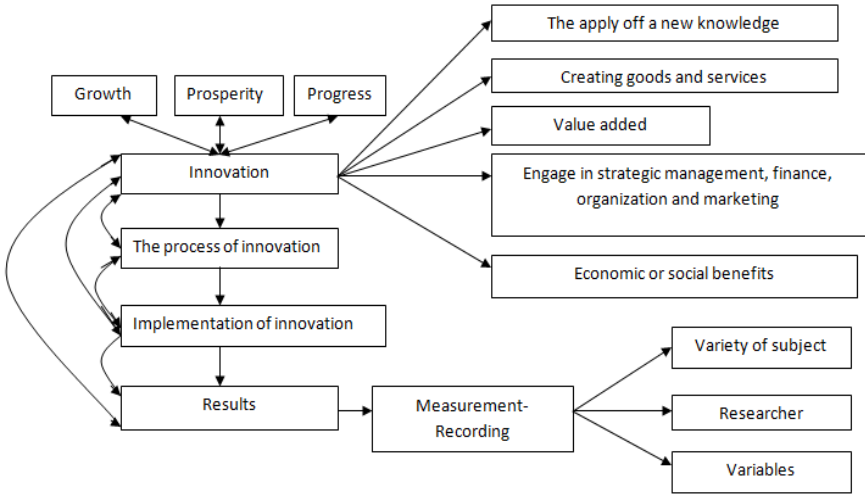 The apply off a new knowledge
Creating goods and services
Growth
Prosperity
Progress
Value added
Innovation
Engage in strategic management, finance,
organization and marketing
The process of innovation
Economic or social benefits
Implementation of innovation
Variety of subject
Results
Measurement-
Recording
Researcher
Variables